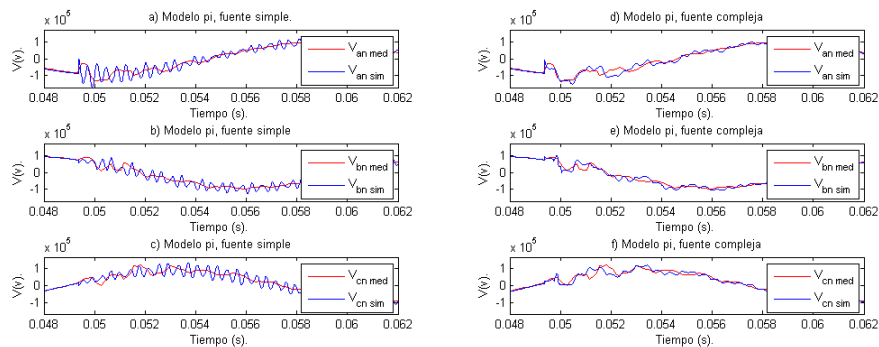 a) Modelo pi, fuente simple.
x 10^5
V(v).
1
0
-1
V_an med
V_an sim
0.048 0.05 0.052 0.054 0.056 0.058 0.06 0.062
Tiempo (s).
b) Modelo pi, fuente simple
x 10^5
V(v).
1
0
-1
V_bn med
V_bn sim
0.048 0.05 0.052 0.054 0.056 0.058 0.06 0.062
Tiempo (s).
c) Modelo pi, fuente simple
x 10^5
V(v).
1
0
-1
V_cn med
V_cn sim
0.048 0.05 0.052 0.054 0.056 0.058 0.06 0.062
Tiempo (s).
d) Modelo pi, fuente compleja
x 10^5
V(v).
1
0
-1
V_an med
V_an sim
0.048 0.05 0.052 0.054 0.056 0.058 0.06 0.062
Tiempo (s).
e) Modelo pi, fuente compleja
x 10^5
V(v).
1
0
-1
V_bn med
V_bn sim
0.048 0.05 0.052 0.054 0.056 0.058 0.06 0.062
Tiempo (s).
f) Modelo pi, fuente compleja
x 10^5
V(v).
1
0
-1
V_cn med
V_cn sim
0.048 0.05 0.052 0.054 0.056 0.058 0.06 0.062
Tiempo (s).